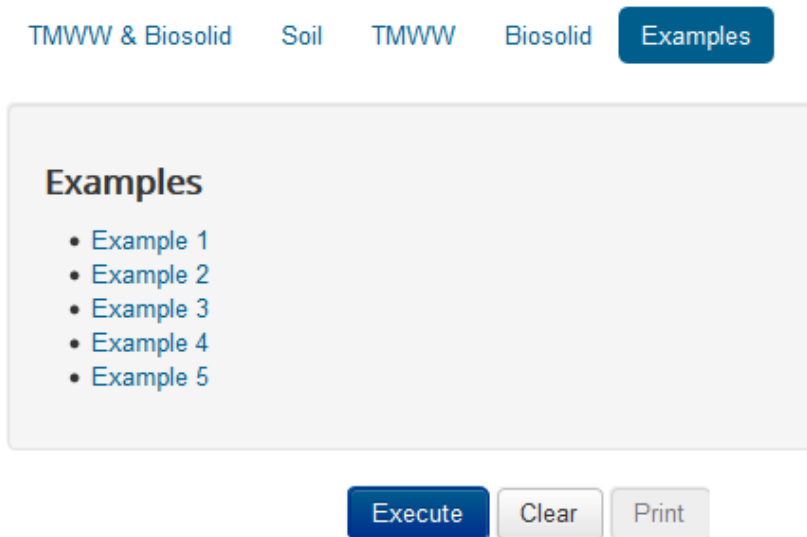 TMWW & Biosolid Soil TMWW Biosolid Examples
Examples
• Example 1
• Example 2
• Example 3
• Example 4
• Example 5
Execute Clear Print